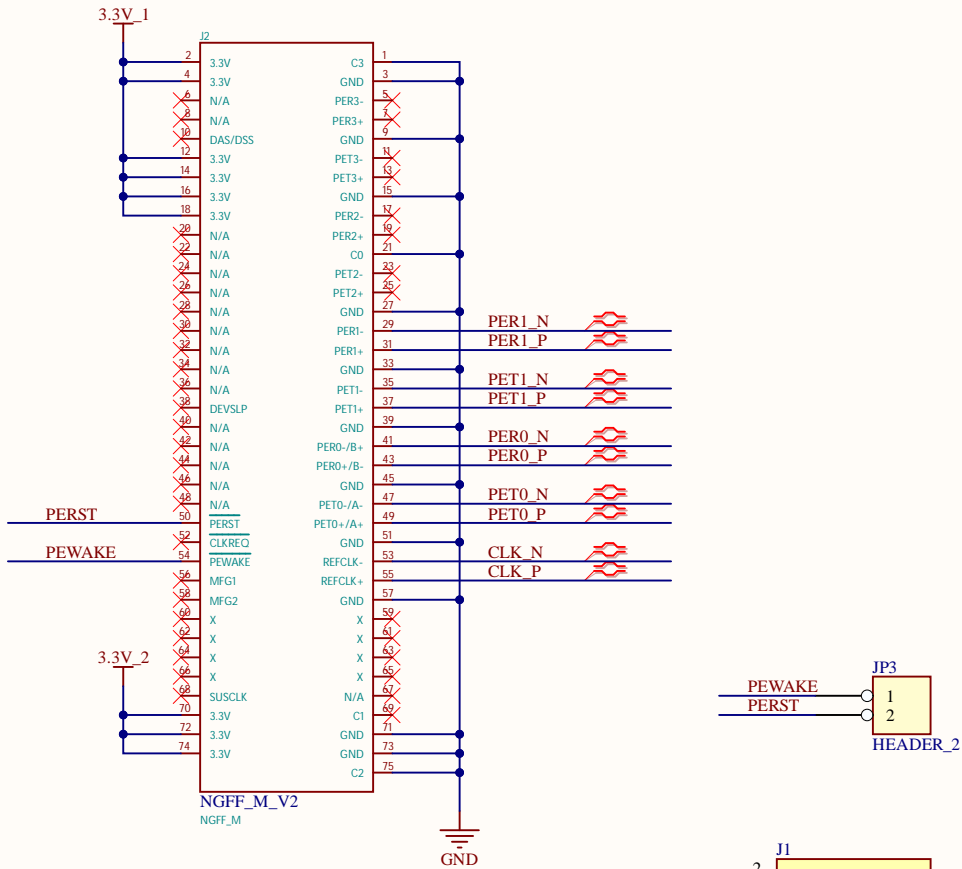 3.3V_1
J2
2 3.3V C3 1
4 3.3V GND 3
6 N/A PER3- 5
8 N/A PER3+ 7
10 DAS/DSS GND 9
12 3.3V PET3- 11
14 3.3V PET3+ 13
16 3.3V GND 15
18 3.3V PER2- 17
20 N/A PER2+ 19
22 N/A C0 21
24 N/A PET2- 23
26 N/A PET2+ 25
28 N/A GND 27
30 N/A PER1- 29 PER1_N
32 N/A PER1+ 31 PER1_P
34 N/A GND 33
36 N/A PET1- 35 PET1_N
38 DEVSLP PET1+ 37 PET1_P
40 N/A GND 39
42 N/A PER0-/B+ 41 PER0_N
44 N/A PER0+/B- 43 PER0_P
46 N/A GND 45
48 N/A PET0-/A- 47 PET0_N
PERST 50 PERST PET0+/A+ 49 PET0_P
52 CLKREQ GND 51
PEWAKE 54 PEWAKE REFCLK- 53 CLK_N
56 MFG1 REFCLK+ 55 CLK_P
58 MFG2 GND 57
60 X X 59
62 X X 61
64 X X 63
3.3V_2
66 X X 65
68 SUSCLK N/A 67
70 3.3V C1 69
72 3.3V GND 71
74 3.3V GND 73
C2 75
NGFF_M_V2
NGFF_M
GND
JP3
PEWAKE 1
PERST 2
HEADER_2
J1
2